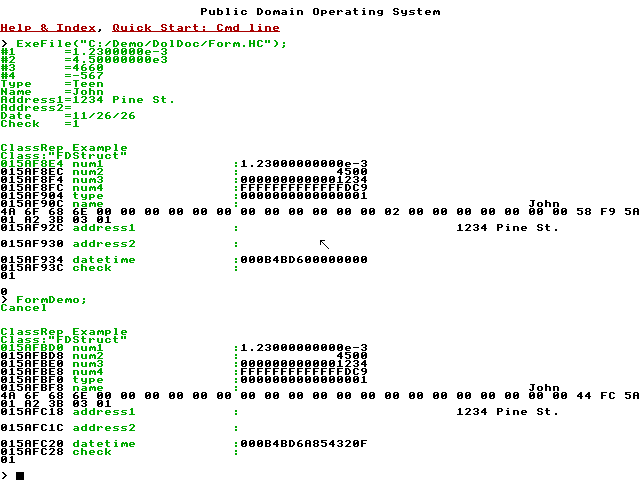 Public Domain Operating System
Help & Index, Quick Start: Cmd line
> ExeFile("C:/Demo/DolDoc/Form.HC");
#1      =1.2300000e-3
#2      =4.50000000e3
#3      =4660
#4      =-567
Type    =Teen
Name    =John
Address1=1234 Pine St.
Address2=
Date    =11/26/26
Check   =1
ClassRep Example
Class:"FDStruct"
015AF8E4 num1 :1.23000000000e-3
015AF8EC num2 : 4500
015AF8F4 num3 :0000000000001234
015AF8FC num4 :FFFFFFFFFFFFFDC9
015AF904 type :0000000000000001
015AF90C name : John
4A 6F 68 6E 00 00 00 00 00 00 00 00 00 00 00 02 00 00 00 00 00 00 00 58 F9 5A
01 A2 3B 03 01
015AF92C address1 : 1234 Pine St.
015AF930 address2 :
015AF934 datetime :000B4BD600000000
015AF93C check :
01
0
> FormDemo;
Cancel
ClassRep Example
Class:"FDStruct"
015AFBD0 num1 :1.23000000000e-3
015AFBD8 num2 : 4500
015AFBE0 num3 :0000000000001234
015AFBE8 num4 :FFFFFFFFFFFFFDC9
015AFBF0 type :0000000000000001
015AFBF8 name : John
4A 6F 68 6E 00 00 00 00 00 00 00 00 00 00 00 00 00 00 00 00 00 00 00 44 FC 5A
01 A2 3B 03 01
015AFC18 address1 : 1234 Pine St.
015AFC1C address2 :
015AFC20 datetime :000B4BD6A854320F
015AFC28 check :
01
>